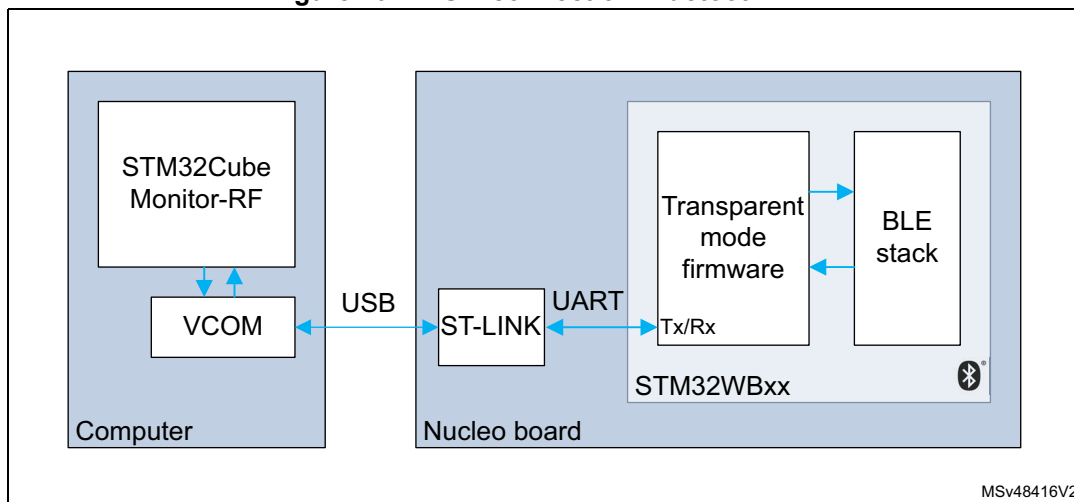 STM32Cube
Monitor-RF
VCOM
Computer
USB
ST-LINK
UART
Transparent
mode
firmware
Tx/Rx
BLE
stack
STM32WBxx
Nucleo board
MSv48416V2